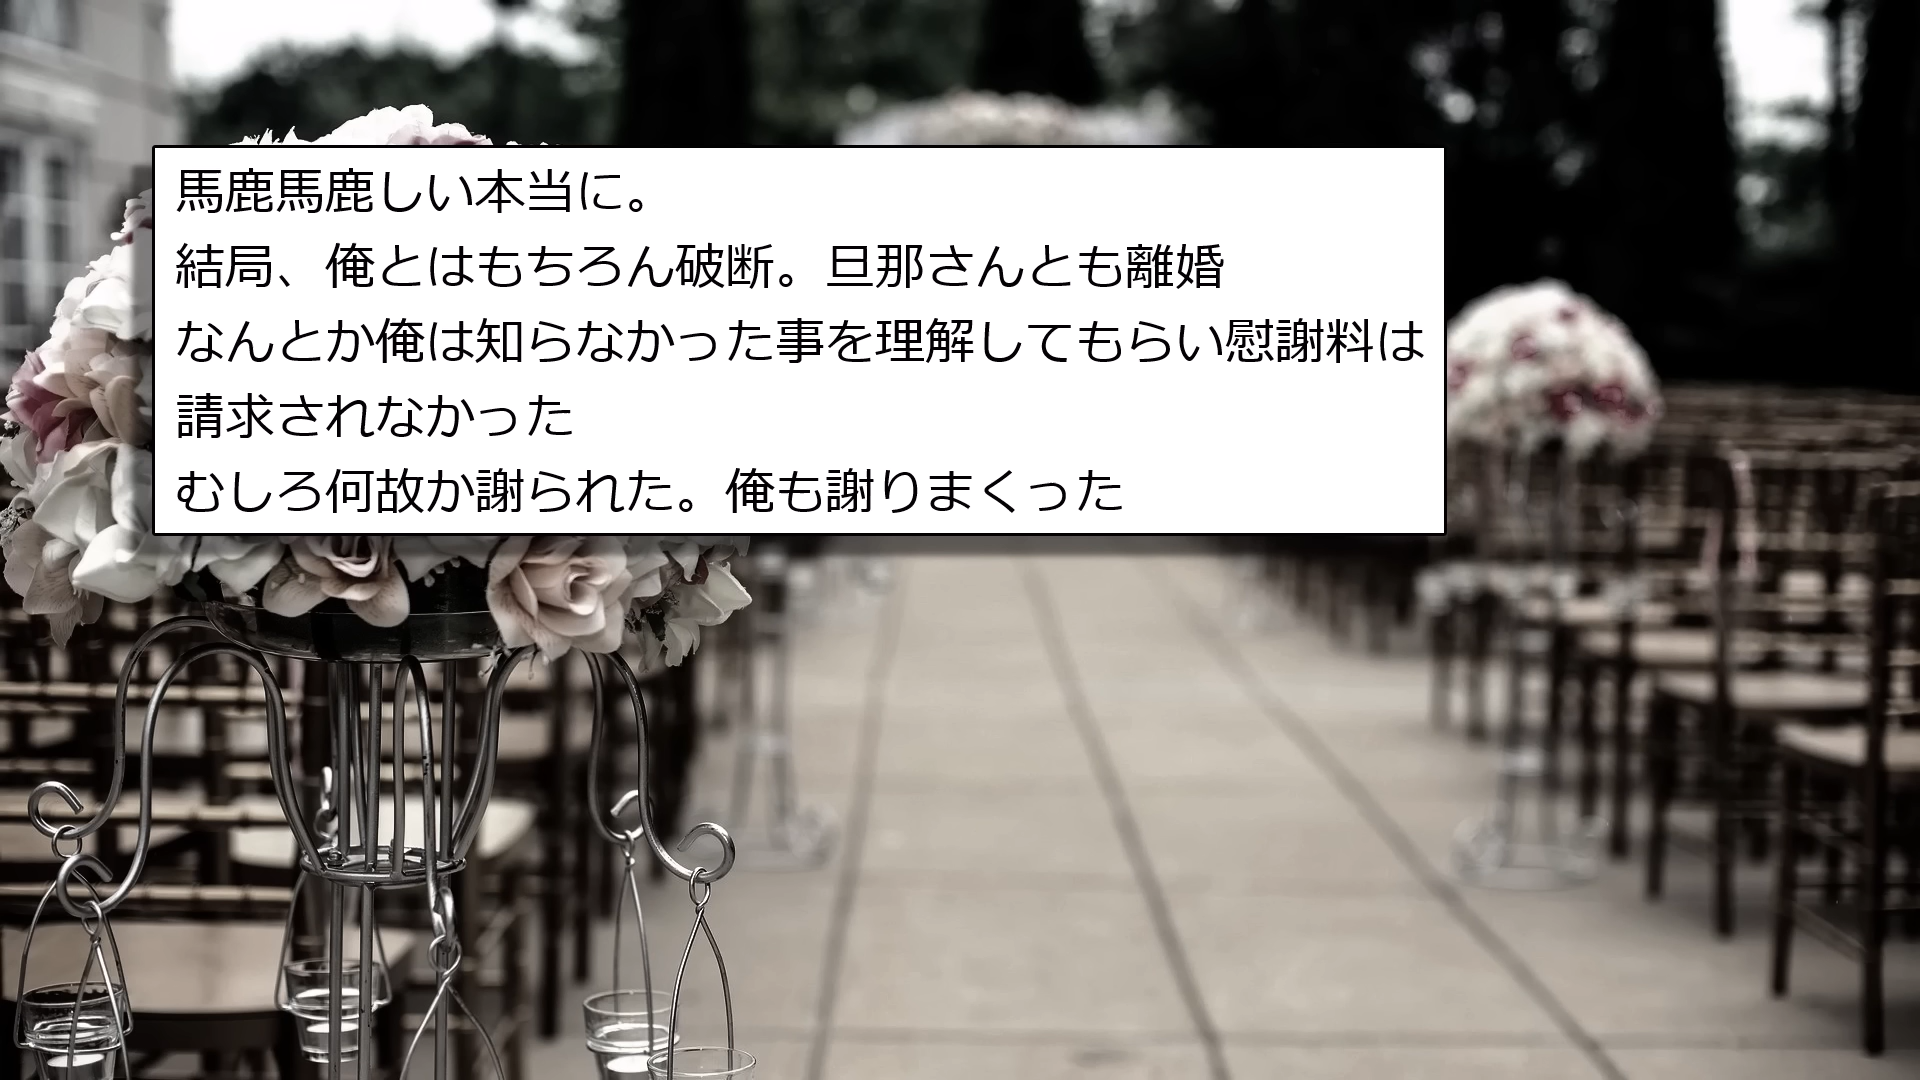 馬鹿馬鹿しい本当に。
結局、俺とはもちろん破断。旦那さんとも離婚
なんとか俺は知らなかった事を理解してもらい慰謝料は
請求されなかった
むしろ何故か謝られた。俺も謝りまくった